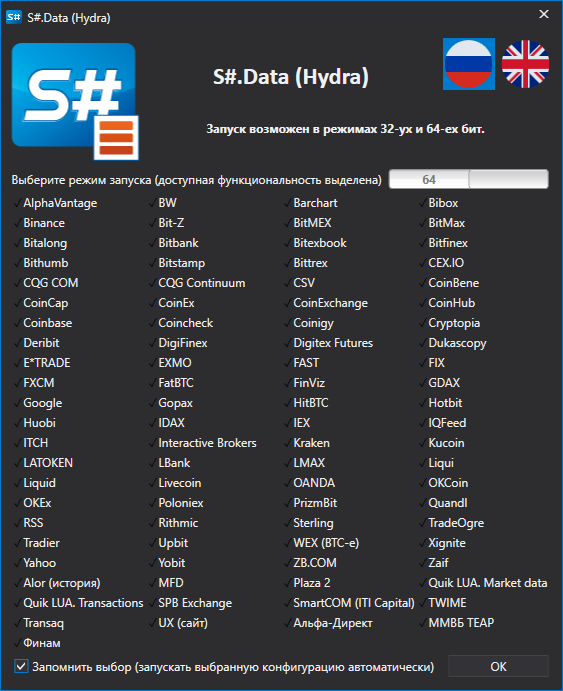 S#.Data (Hydra)
S#
S#.Data (Hydra)
Запуск возможен в режимах 32-ух и 64-ех бит.
Выберите режим запуска (доступная функциональность выделена) 64
AlphaVantage BW Barchart Bibox
Binance Bit-Z BitMEX BitMax
Bitalong Bitbank Bitexbook Bitfinex
Bithumb Bitstamp Bittrex CEX.IO
CQG COM CQG Continuum CSV CoinBene
CoinCap CoinEx CoinExchange CoinHub
Coinbase Coincheck Coinigy Cryptopia
Deribit DigiFinex Digitex Futures Dukascopy
E*TRADE EXMO FAST FIX
FXCM FatBTC FinViz GDAX
Google Gopax HitBTC Hotbit
Huobi IDAX IEX IQFeed
ITCH Interactive Brokers Kraken Kucoin
LATOKEN LBank LMAX Liqui
Liquid Livecoin OANDA OKCoin
OKEx Poloniex PrizmBit Quandl
RSS Rithmic Sterling TradeOgre
Tradier Upbit WEX (BTC-e) Xignite
Yahoo Yobit ZB.COM Zaif
Alor (история) MFD Plaza 2 Quik LUA. Market data
Quik LUA. Transactions SPB Exchange SmartCOM (ITI Capital) TWIME
Transaq UX (сайт) Альфа-Директ ММВБ TEAP
Финам
Запомнить выбор (запускать выбранную конфигурацию автоматически) OK